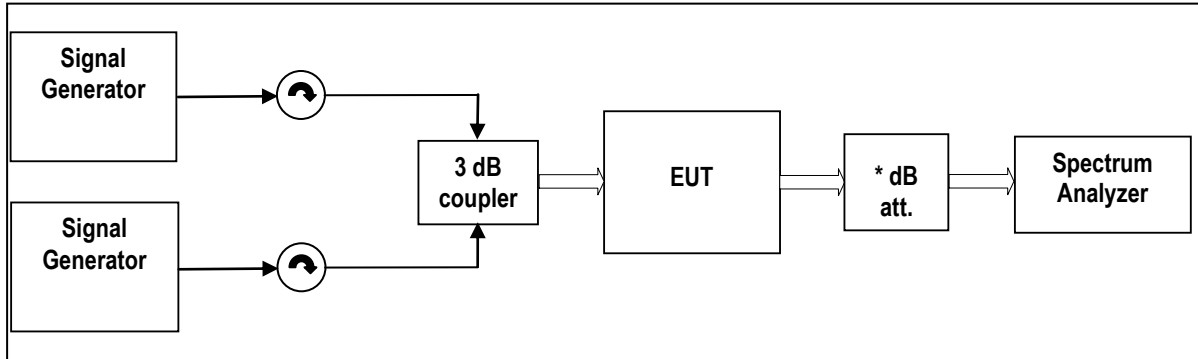 Signal
Generator
3 dB
coupler
EUT
* dB
att.
Spectrum
Analyzer
Signal
Generator